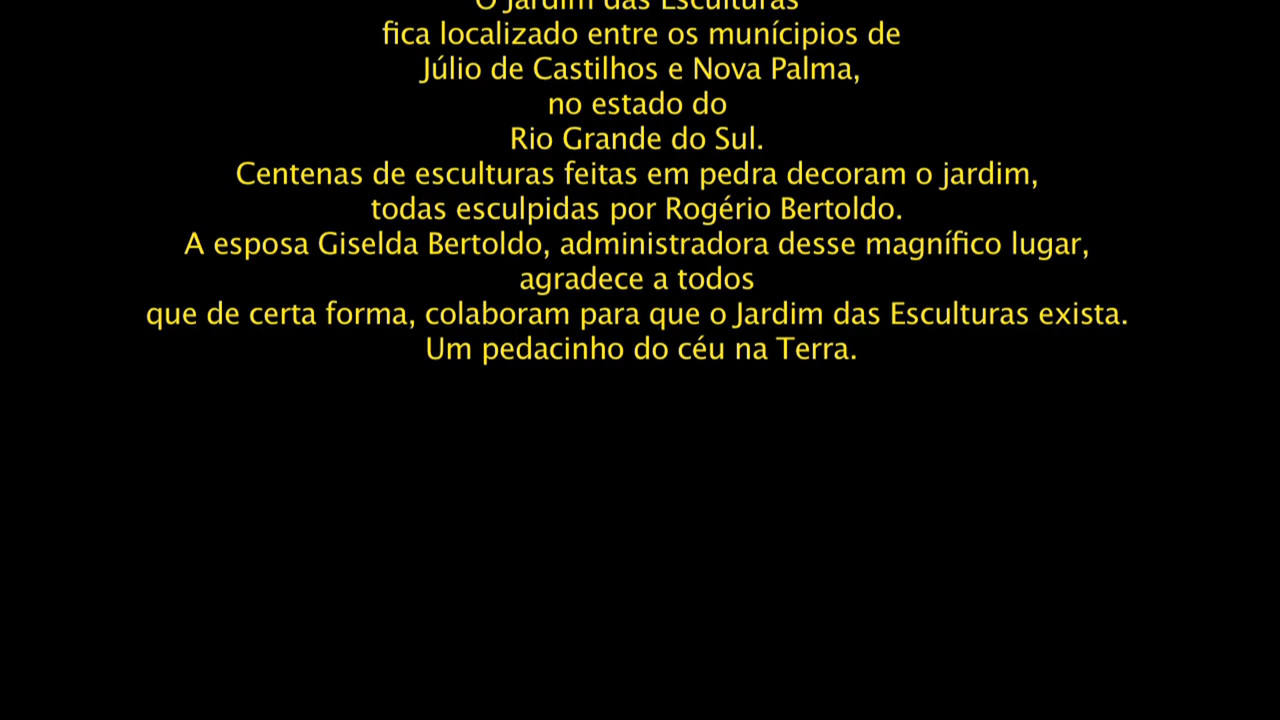 O Jardim das Esculturas
fica localizado entre os munícipios de
Júlio de Castilhos e Nova Palma,
no estado do
Rio Grande do Sul.
Centenas de esculturas feitas em pedra decoram o jardim,
todas esculpidas por Rogério Bertoldo.
A esposa Giselda Bertoldo, administradora desse magnífico lugar,
agradece a todos
que de certa forma, colaboram para que o Jardim das Esculturas exista.
Um pedacinho do céu na Terra.